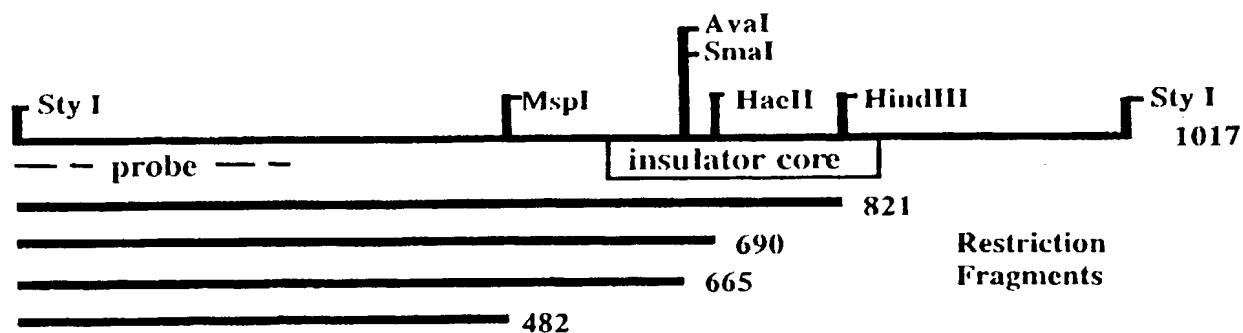 AvaI
SmaI
Sty I
MspI
HaeII
HindIII
Sty I
1017
probe
insulator core
821
690
Restriction
Fragments
665
482